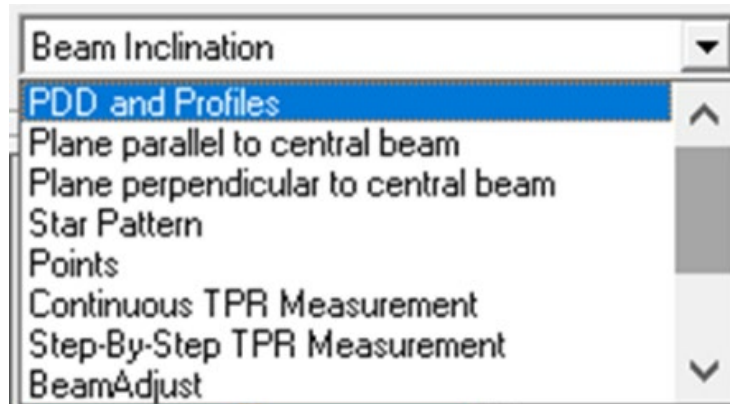 Beam Inclination
PDD and Profiles
Plane parallel to central beam
Plane perpendicular to central beam
Star Pattern
Points
Continuous TPR Measurement
Step-By-Step TPR Measurement
BeamAdjust